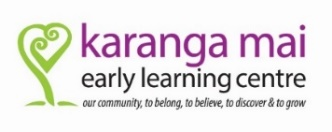 karanga mai
early learning centre
our community, to belong, to believe, to discover & to grow